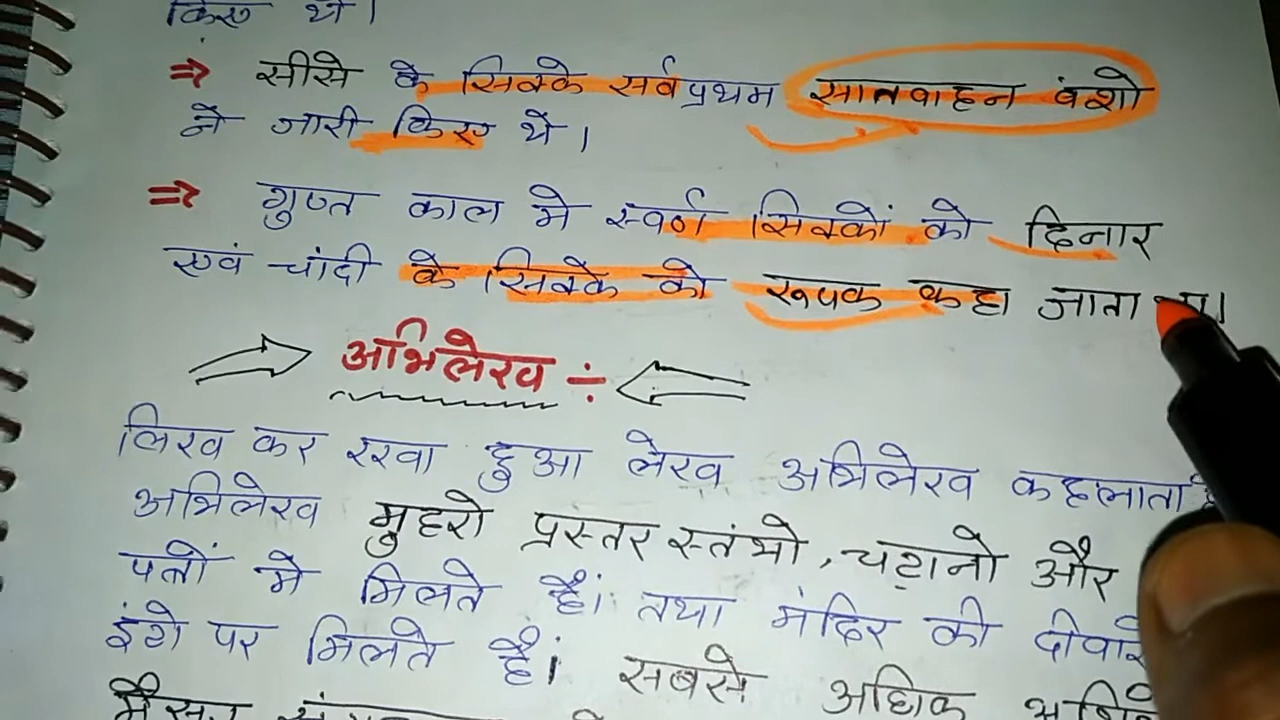 किए थे।
⇒ सीसे के सिक्के सर्वप्रथम सातवाहन वंशो
ने जारी किए थे।
⇒ गुप्त काल मे स्वर्ण सिक्कों को दिनार
एवं चांदी के सिक्के को रूपक कहा जाता
अभिलेख ÷
लिख कर रखा हुआ लेख अभिलेख कहलाता
अभिलेख मुहरो प्रस्तर स्तंभो, चट्टानो और
पतों मे मिलते हैं। तथा मंदिर की दीवारे
इंटो पर मिलते हैं। सबसे अधिक
मैसूर